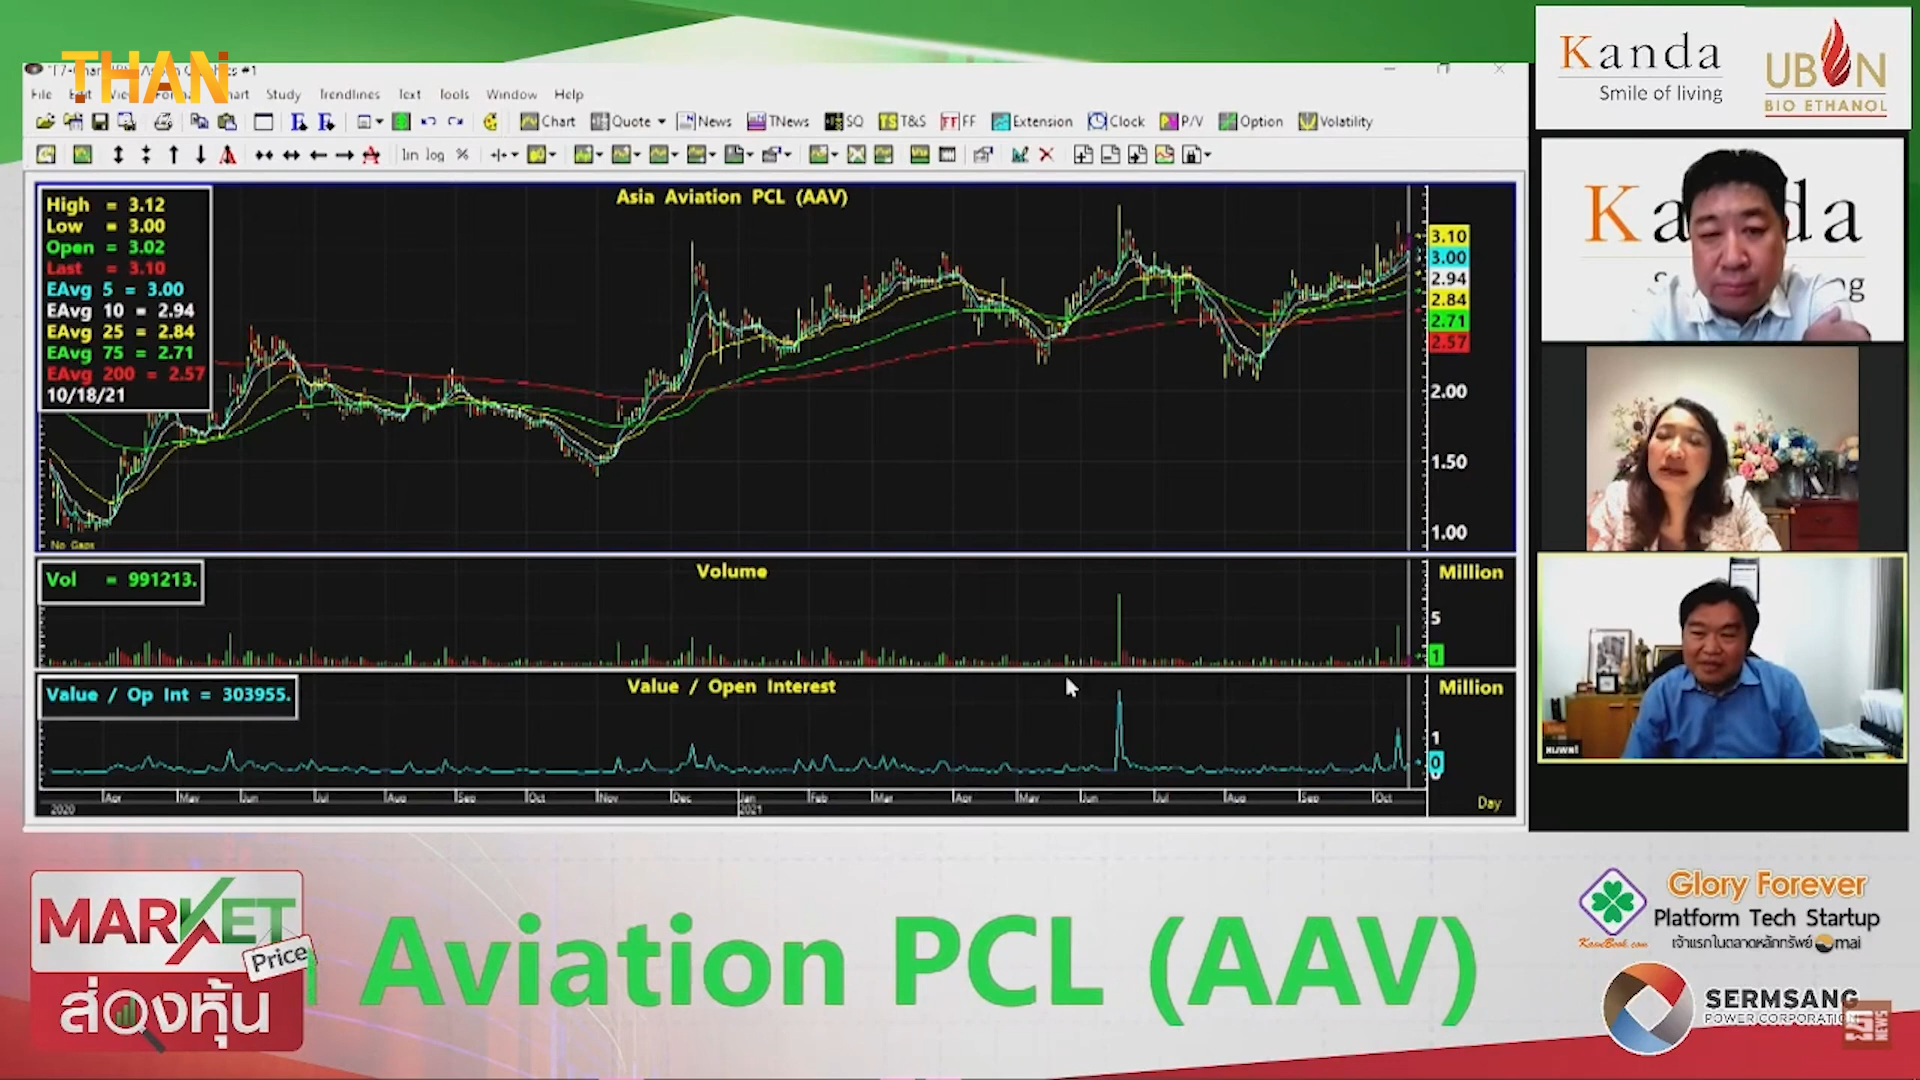 THAN
File Edit View Format Chart Study Trendlines Text Tools Window Help
Chart Quote News TNews SQ TS T&S FF FF Extension Clock P/V Option Volatility
lin log %
Asia Aviation PCL (AAV)
High = 3.12
Low = 3.00
Open = 3.02
Last = 3.10
EAvg 5 = 3.00
EAvg 10 = 2.94
EAvg 25 = 2.84
EAvg 75 = 2.71
EAvg 200 = 2.57
10/18/21
No Gaps
3.10
3.00
2.94
2.84
2.71
2.57
2.00
1.50
1.00
Vol = 991213.
Volume
Million
5
1
Value / Op Int = 303955.
Value / Open Interest
Million
1
0
Apr May Jun Jul Aug Sep Oct Nov Dec Jan Feb Mar Apr May Jun Jul Aug Sep Oct
2020 2021
Day
Kanda
Smile of living
UBON
BIO ETHANOL
MARKET
Price
ส่องหุ้น
Aviation PCL (AAV)
Glory Forever
Platform Tech Startup
เจ้าแรกในตลาดหลักทรัพย์ mai
SERMSANG
POWER CORPORATION
NEWS